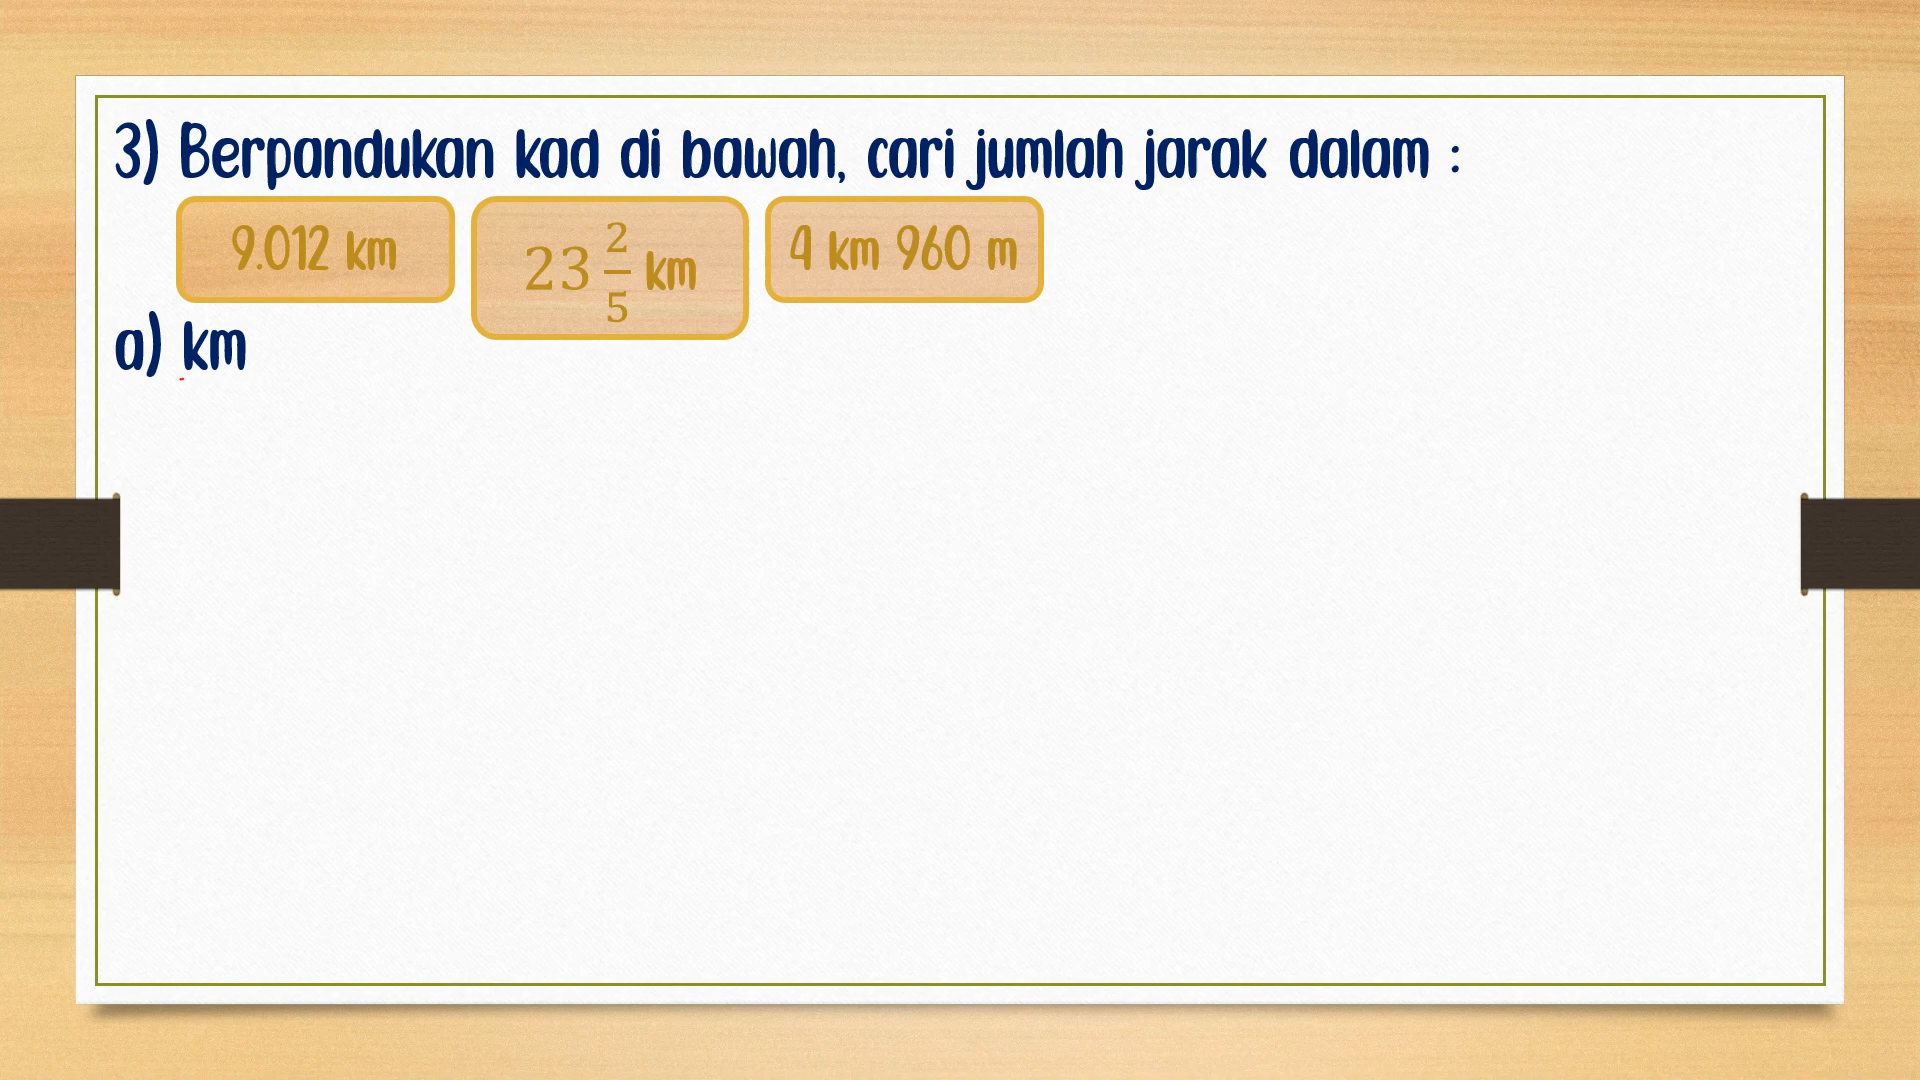 3) Berpandukan kad di bawah, cari jumlah jarak dalam :
9.012 km
23 2/5 km
4 km 960 m
a) km